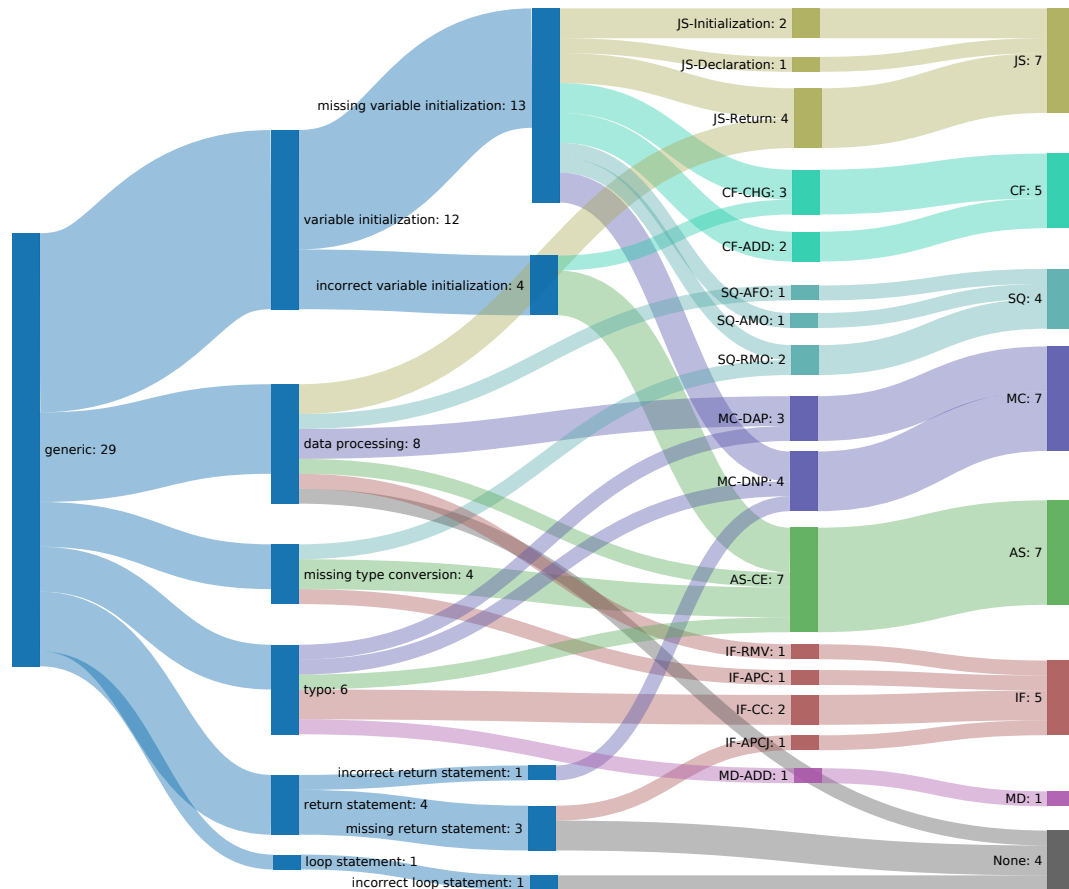 generic: 29
variable initialization: 12
data processing: 8
missing type conversion: 4
typo: 6
return statement: 4
loop statement: 1
missing variable initialization: 13
incorrect variable initialization: 4
incorrect return statement: 1
missing return statement: 3
incorrect loop statement: 1
JS-Initialization: 2
JS-Declaration: 1
JS-Return: 4
CF-CHG: 3
CF-ADD: 2
SQ-AFO: 1
SQ-AMO: 1
SQ-RMO: 2
MC-DAP: 3
MC-DNP: 4
AS-CE: 7
IF-RMV: 1
IF-APC: 1
IF-CC: 2
IF-APCJ: 1
MD-ADD: 1
JS: 7
CF: 5
SQ: 4
MC: 7
AS: 7
IF: 5
MD: 1
None: 4